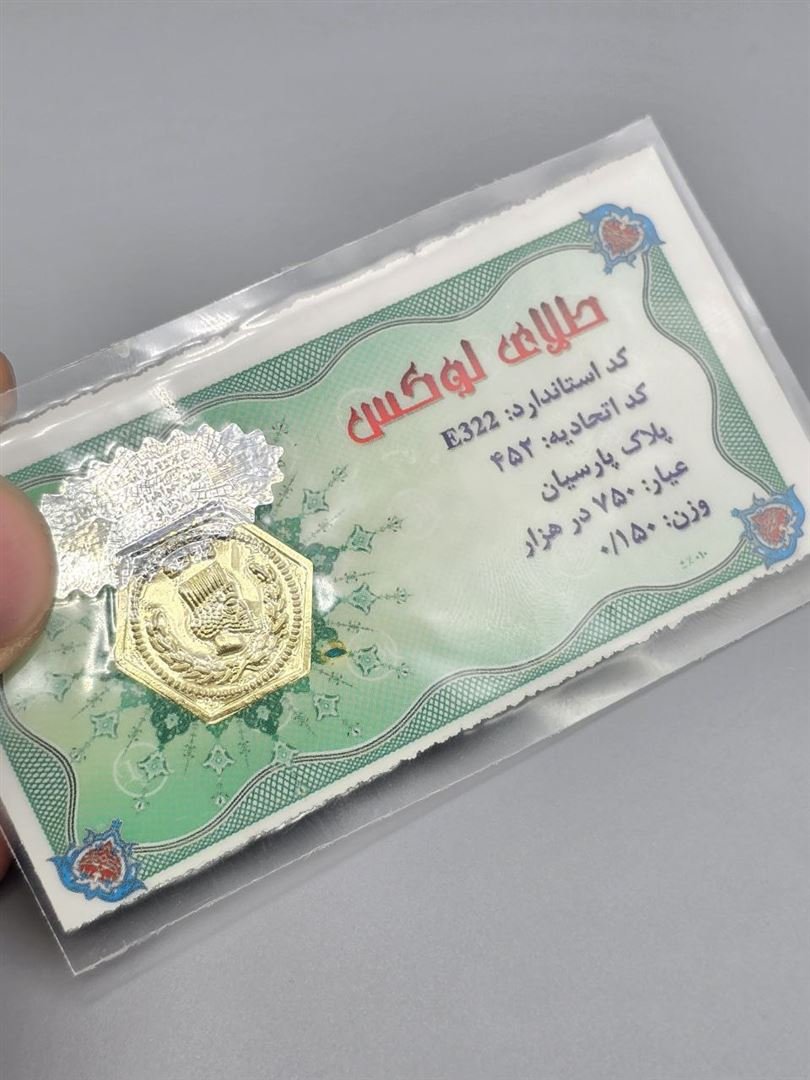 طلای لوکس
کد استاندارد: E322
کد اتحادیه: ۴۵۲
پلاک پارسیان
عیار: ۷۵۰ در هزار
وزن: ۰/۱۵۰